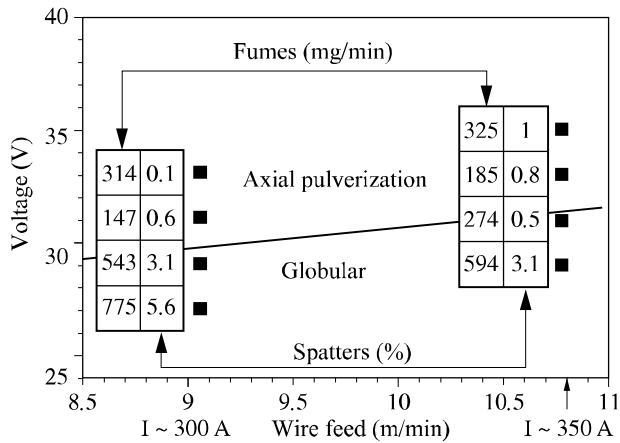 40
Fumes (mg/min)
35
325 1
314 0.1
185 0.8
Axial pulverization
147 0.6
274 0.5
Voltage (V)
30
543 3.1
Globular
594 3.1
775 5.6
Spatters (%)
25
8.5 9 9.5 10 10.5 11
I ~ 300 A Wire feed (m/min) I ~ 350 A